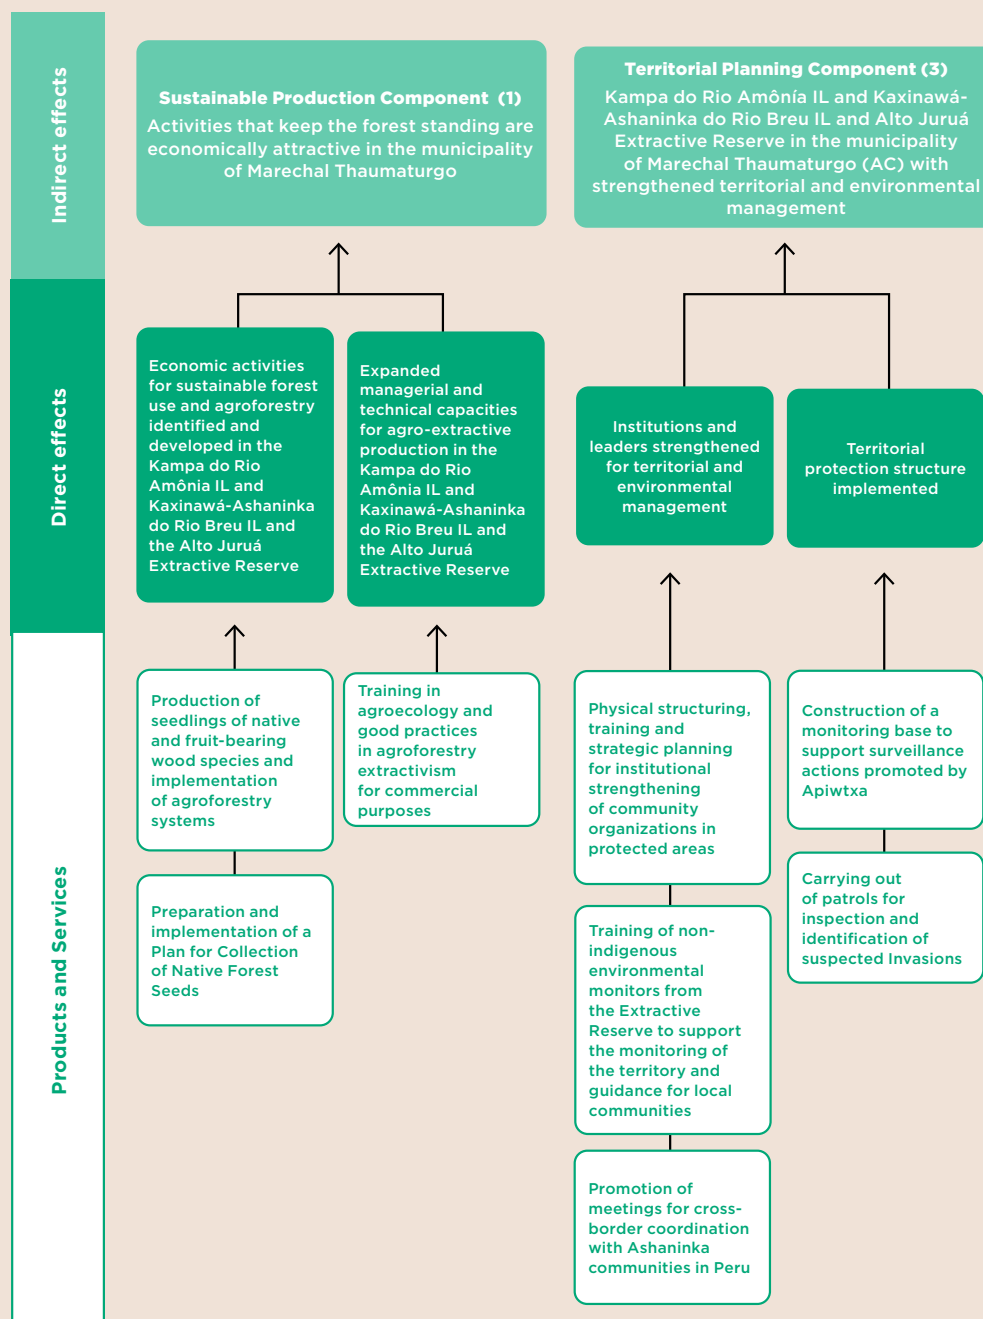 Indirect effects
Sustainable Production Component (1)
Activities that keep the forest standing are
economically attractive in the municipality
of Marechal Thaumaturgo
Territorial Planning Component (3)
Kampa do Rio Amônía IL and Kaxinawá-
Ashaninka do Rio Breu IL and Alto Juruá
Extractive Reserve in the municipality
of Marechal Thaumaturgo (AC) with
strengthened territorial and environmental
management
Direct effects
Economic activities
for sustainable forest
use and agroforestry
identified and
developed in the
Kampa do Rio
Amônia IL and
Kaxinawá-Ashaninka
do Rio Breu IL and
the Alto Juruá
Extractive Reserve
Expanded
managerial and
technical capacities
for agro-extractive
production in the
Kampa do Rio
Amônia IL and
Kaxinawá-Ashaninka
do Rio Breu IL and
the Alto Juruá
Extractive Reserve
Institutions and
leaders strengthened
for territorial and
environmental
management
Territorial
protection structure
implemented
Products and Services
Production of
seedlings of native
and fruit-bearing
wood species and
implementation
of agroforestry
systems
Preparation and
implementation of a
Plan for Collection
of Native Forest
Seeds
Training in
agroecology and
good practices
in agroforestry
extractivism
for commercial
purposes
Physical structuring,
training and
strategic planning
for institutional
strengthening
of community
organizations in
protected areas
Training of non-
indigenous
environmental
monitors from
the Extractive
Reserve to support
the monitoring of
the territory and
guidance for local
communities
Promotion of
meetings for cross-
border coordination
with Ashaninka
communities in Peru
Construction of a
monitoring base to
support surveillance
actions promoted by
Apiwtxa
Carrying out
of patrols for
inspection and
identification of
suspected Invasions